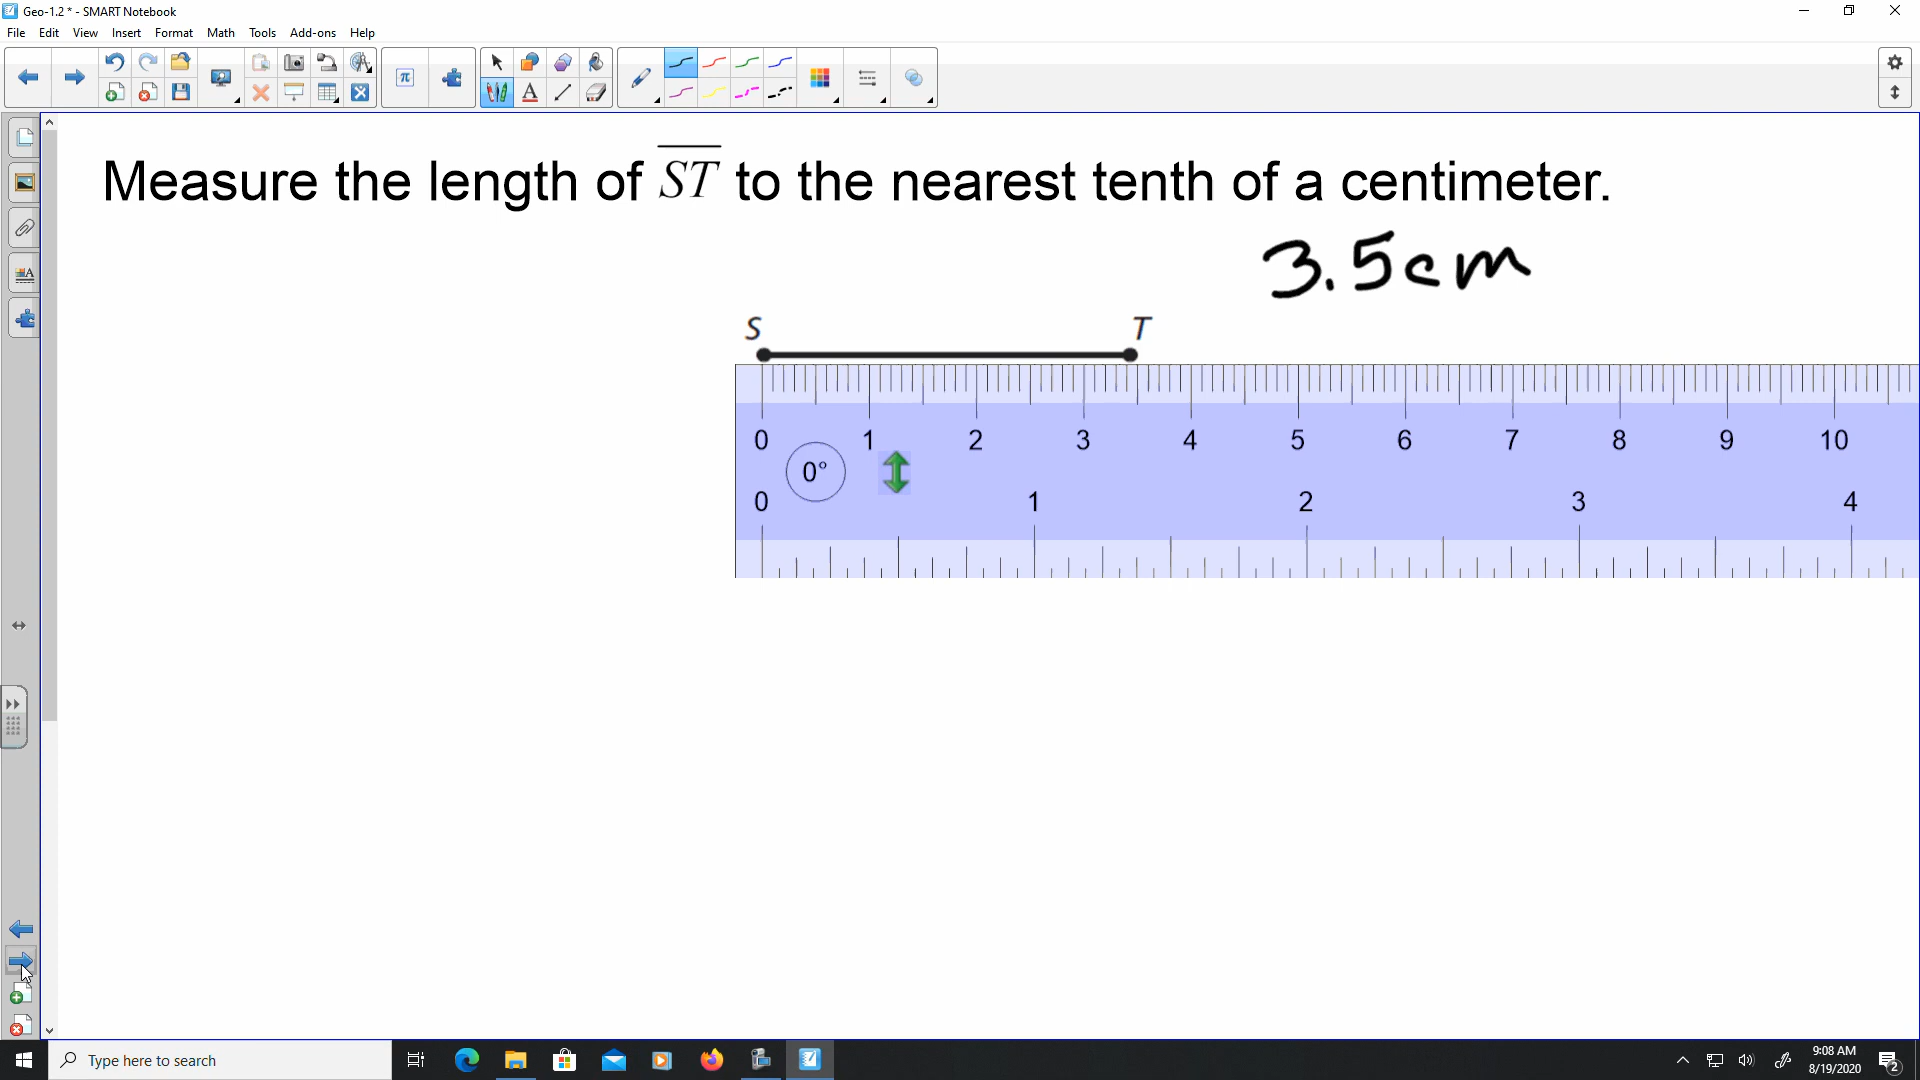 Geo-1.2 * - SMART Notebook
File Edit View Insert Format Math Tools Add-ons Help
π
A
A
Measure the length of ST to the nearest tenth of a centimeter.
3.5cm
S T
0 1 2 3 4 5 6 7 8 9 10
0°
0 1 2 3 4
Type here to search
9:08 AM
8/19/2020
2